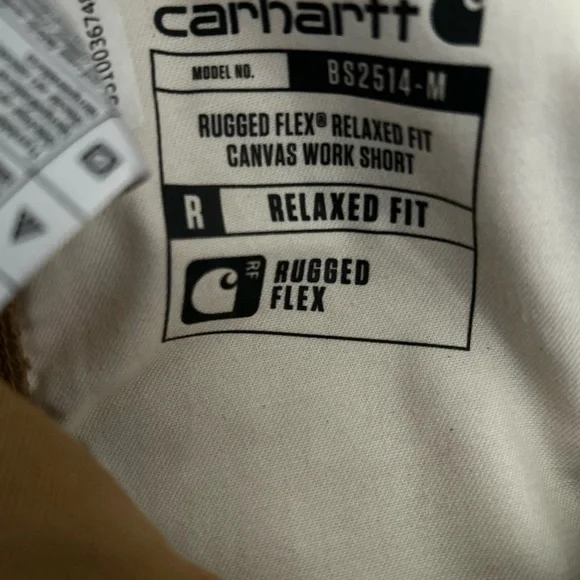 carhartt
MODEL NO. BS2514-M
RUGGED FLEX® RELAXED FIT
CANVAS WORK SHORT
R RELAXED FIT
RF
RUGGED
FLEX